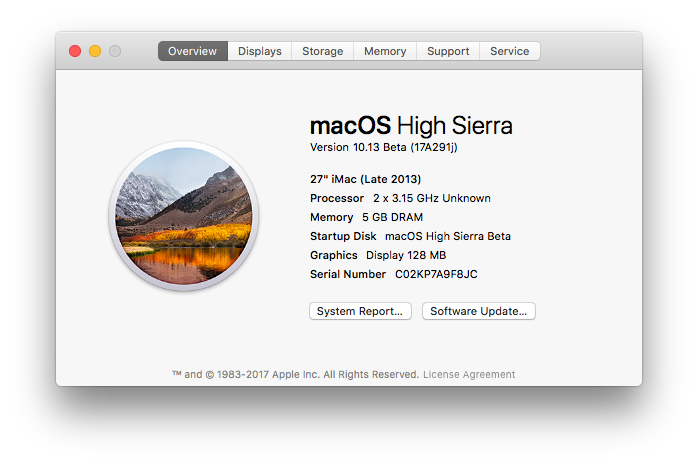 Overview Displays Storage Memory Support Service
macOS High Sierra
Version 10.13 Beta (17A291j)
27" iMac (Late 2013)
Processor 2 x 3.15 GHz Unknown
Memory 5 GB DRAM
Startup Disk macOS High Sierra Beta
Graphics Display 128 MB
Serial Number C02KP7A9F8JC
System Report... Software Update...
™ and © 1983-2017 Apple Inc. All Rights Reserved. License Agreement